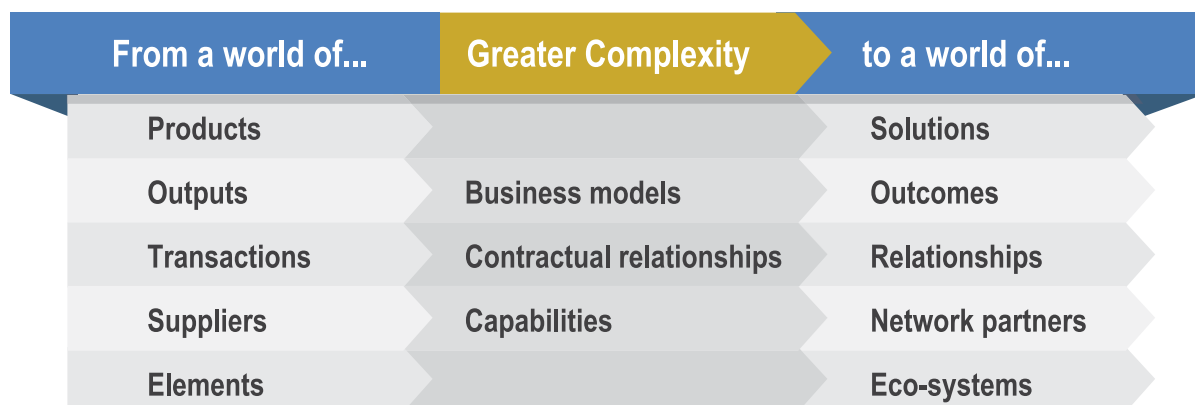 From a world of... Greater Complexity to a world of...
Products Solutions
Outputs Business models Outcomes
Transactions Contractual relationships Relationships
Suppliers Capabilities Network partners
Elements Eco-systems